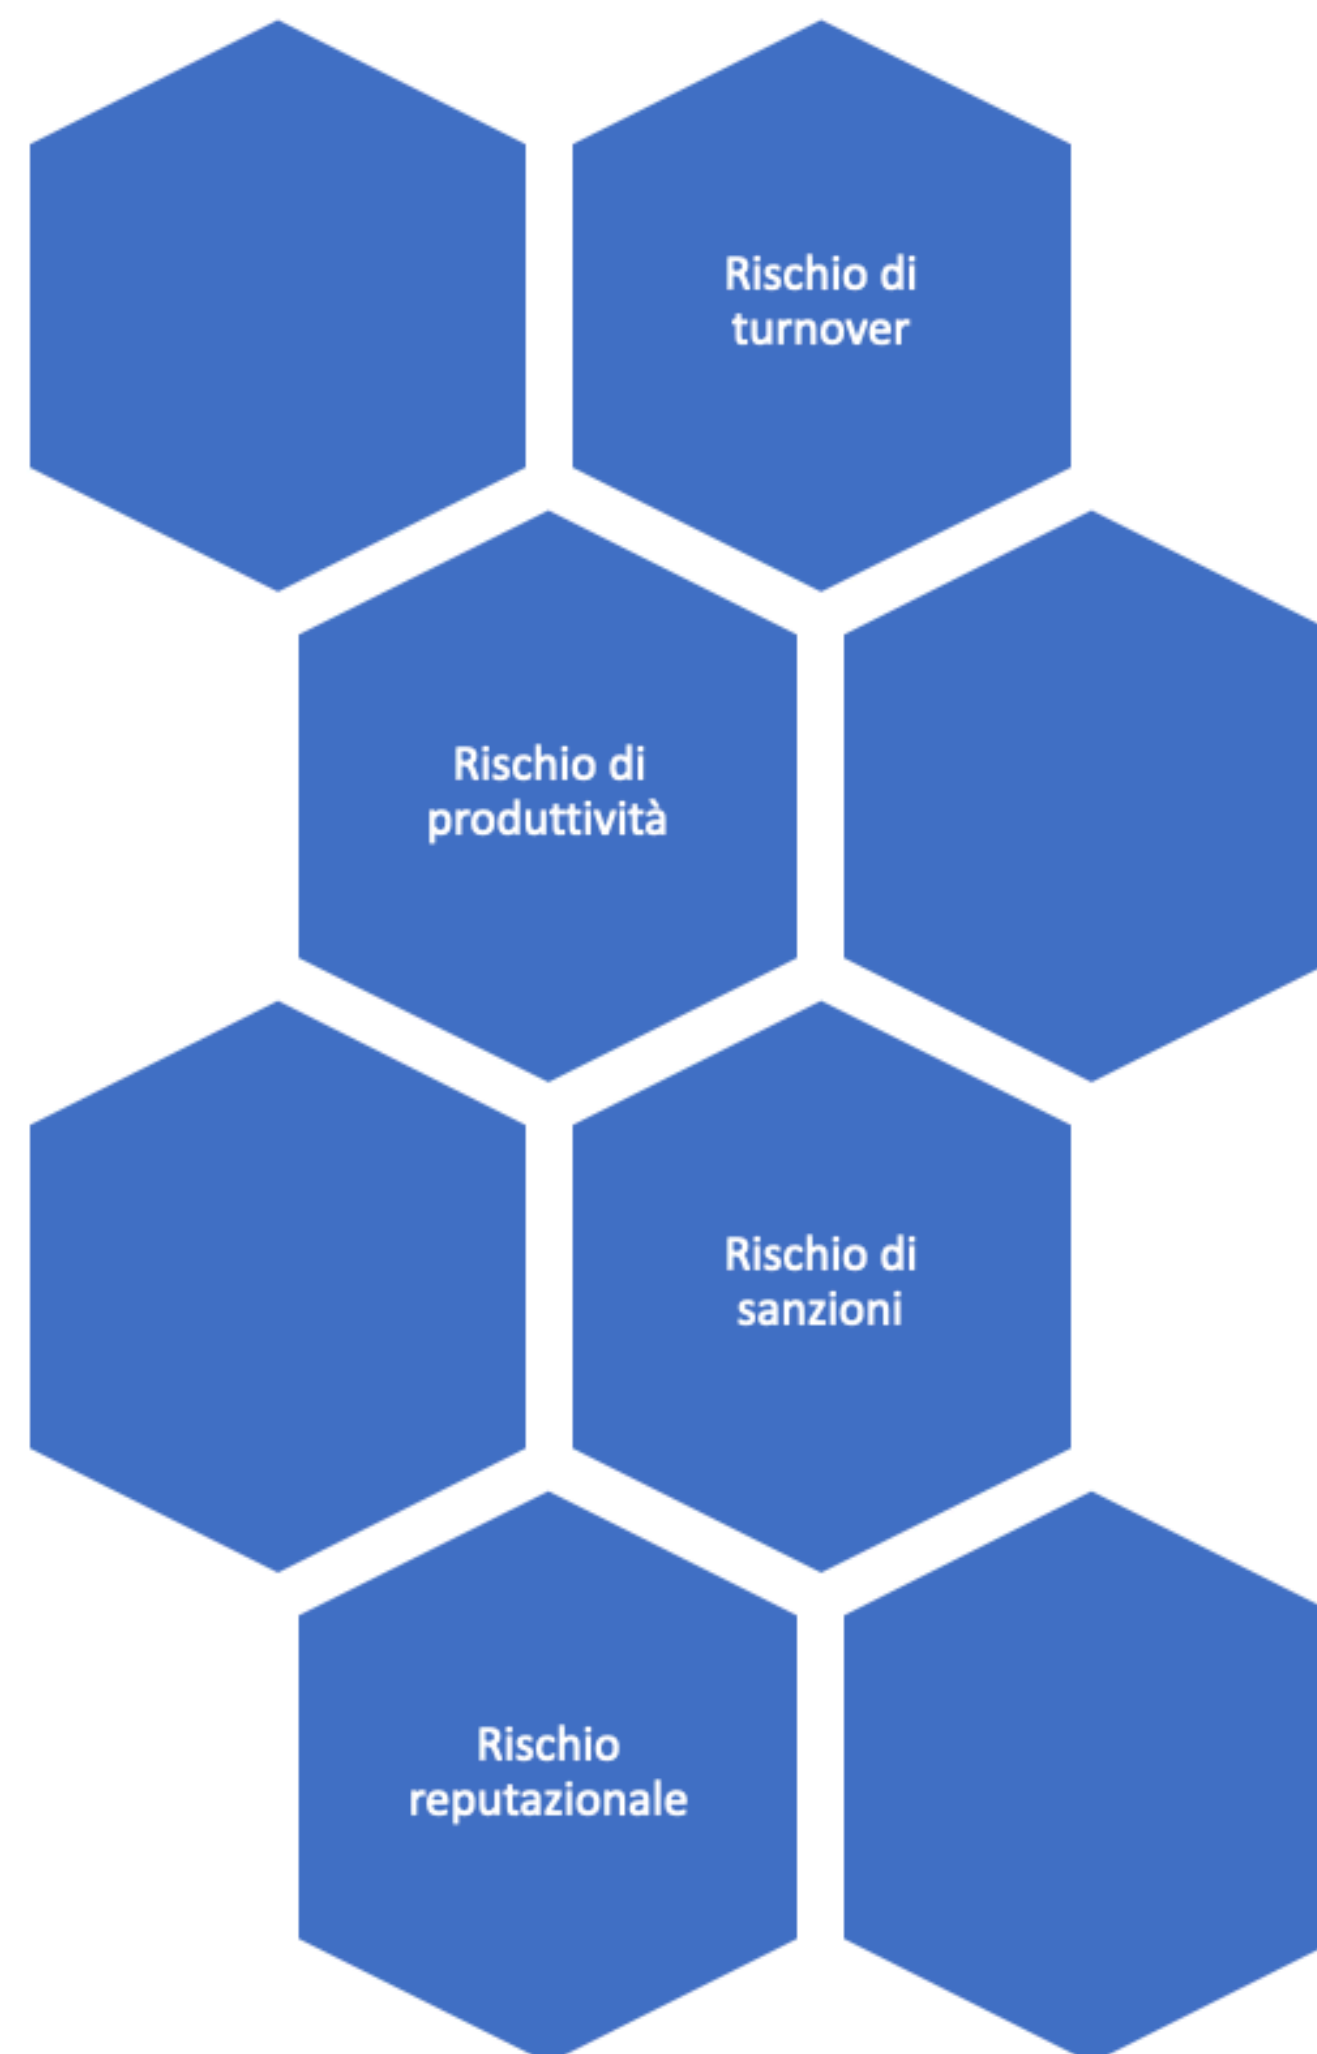 Rischio di
turnover
Rischio di
produttività
Rischio di
sanzioni
Rischio
reputazionale